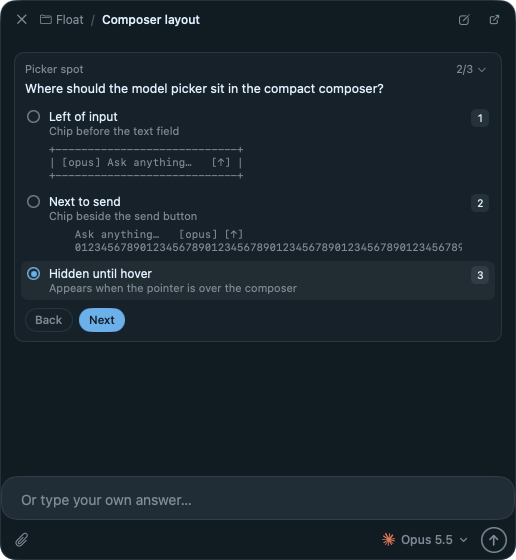 Float / Composer layout
Picker spot 2/3
Where should the model picker sit in the compact composer?
Left of input 1
Chip before the text field
+----------------------------+
| [opus] Ask anything… [↑] |
+----------------------------+
Next to send 2
Chip beside the send button
Ask anything… [opus] [↑]
01234567890123456789012345678901234567890123456789012345678９
Hidden until hover 3
Appears when the pointer is over the composer
Back Next
Or type your own answer...
Opus 5.5